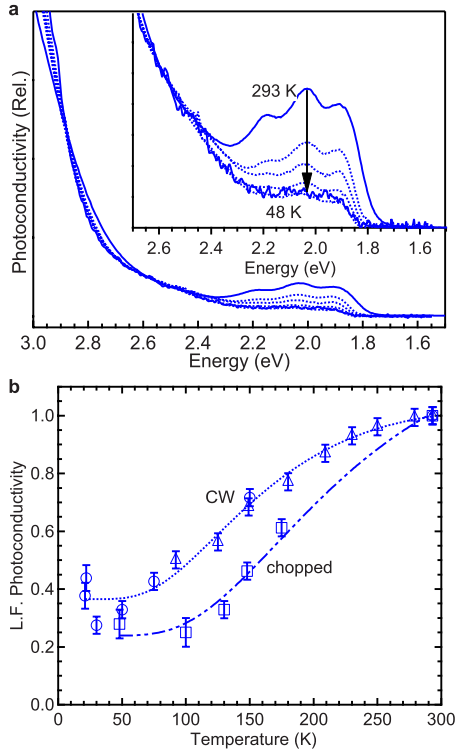 a
Photoconductivity (Rel.)
293 K
48 K
2.6 2.4 2.2 2.0 1.8 1.6
Energy (eV)
3.0 2.8 2.6 2.4 2.2 2.0 1.8 1.6
Energy (eV)
b
L.F. Photoconductivity
1.0
0.8
0.6
0.4
0.2
0.0
CW
chopped
0 50 100 150 200 250 300
Temperature (K)